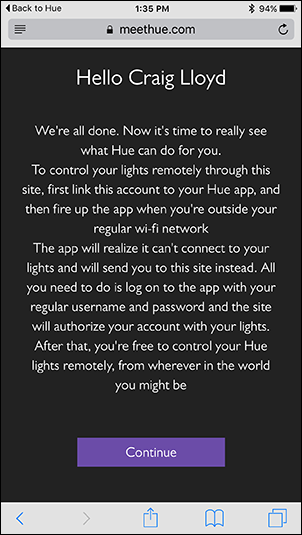 Back to Hue 1:35 PM 94%
meethue.com
Hello Craig Lloyd
We're all done. Now it's time to really see
what Hue can do for you.
To control your lights remotely through this
site, first link this account to your Hue app, and
then fire up the app when you're outside your
regular wi-fi network
The app will realize it can't connect to your
lights and will send you to this site instead. All
you need to do is log on to the app with your
regular username and password and the site
will authorize your account with your lights.
After that, you're free to control your Hue
lights remotely, from wherever in the world
you might be
Continue